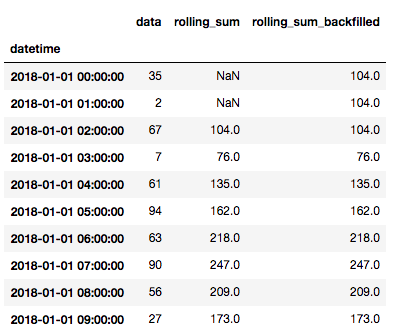 data rolling_sum rolling_sum_backfilled
datetime
2018-01-01 00:00:00 35 NaN 104.0
2018-01-01 01:00:00 2 NaN 104.0
2018-01-01 02:00:00 67 104.0 104.0
2018-01-01 03:00:00 7 76.0 76.0
2018-01-01 04:00:00 61 135.0 135.0
2018-01-01 05:00:00 94 162.0 162.0
2018-01-01 06:00:00 63 218.0 218.0
2018-01-01 07:00:00 90 247.0 247.0
2018-01-01 08:00:00 56 209.0 209.0
2018-01-01 09:00:00 27 173.0 173.0